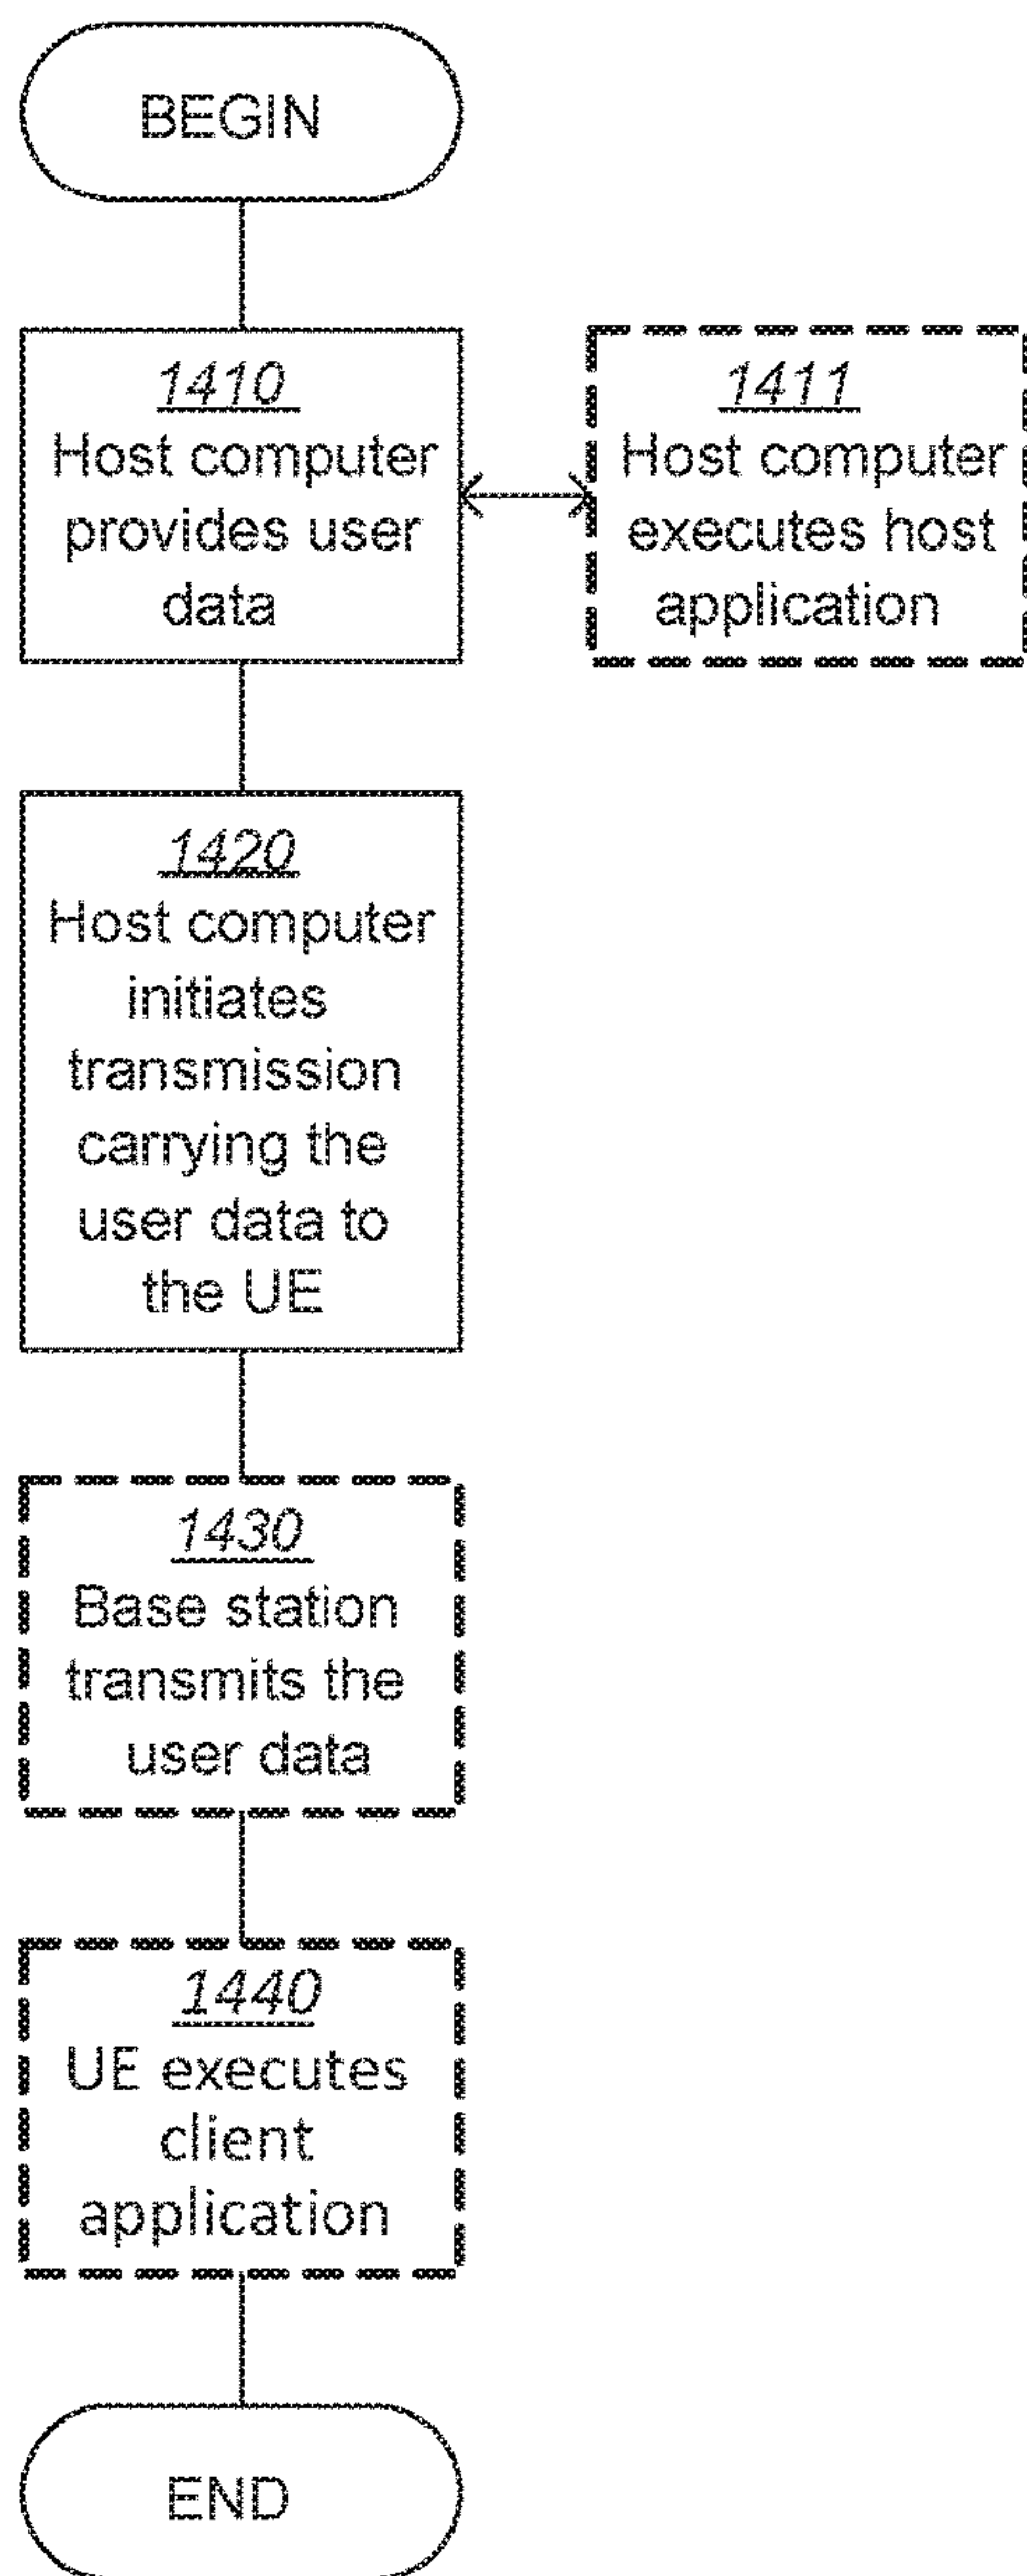 BEGIN
1410
Host computer
provides user
data
1411
Host computer
executes host
application
1420
Host computer
initiates
transmission
carrying the
user data to
the UE
1430
Base station
transmits the
user data
1440
UE executes
client
application
END